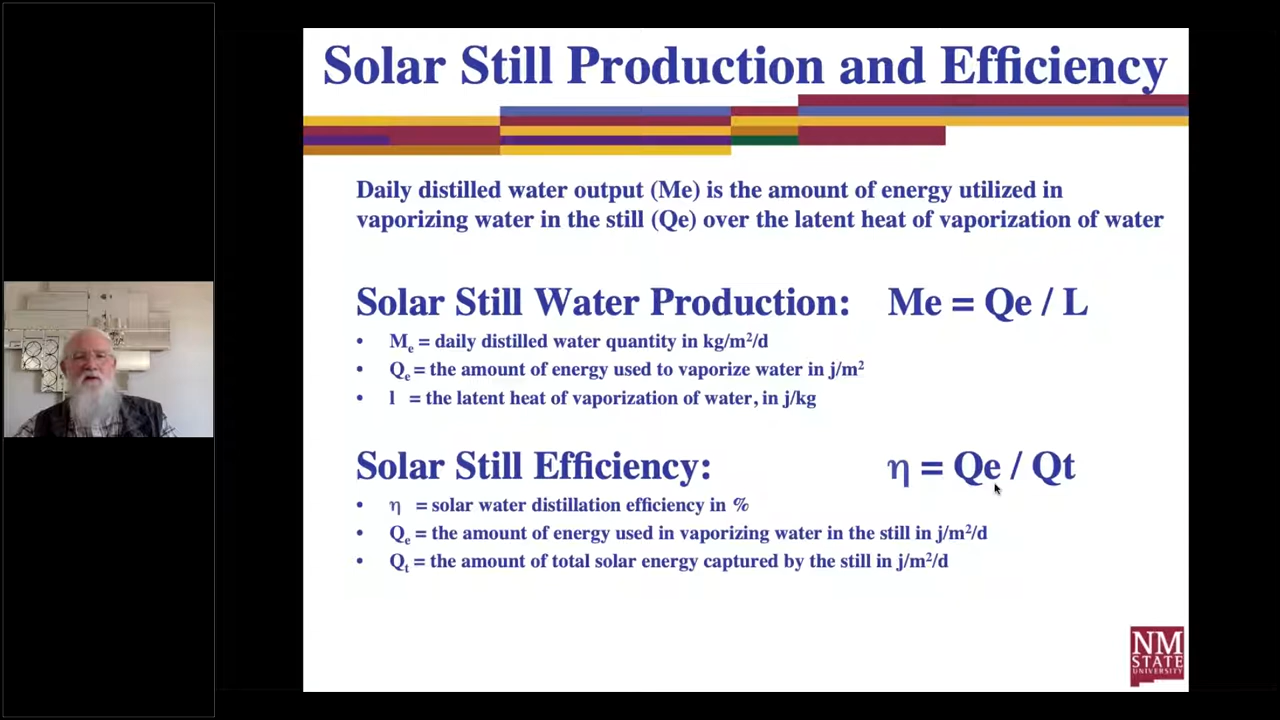 Solar Still Production and Efficiency
Daily distilled water output (Me) is the amount of energy utilized in
vaporizing water in the still (Qe) over the latent heat of vaporization of water
Solar Still Water Production: Me = Qe / L
• Me = daily distilled water quantity in kg/m²/d
• Qe = the amount of energy used to vaporize water in j/m²
• l = the latent heat of vaporization of water, in j/kg
Solar Still Efficiency: η = Qe / Qt
• η = solar water distillation efficiency in %
• Qe = the amount of energy used in vaporizing water in the still in j/m²/d
• Qt = the amount of total solar energy captured by the still in j/m²/d
NM
STATE
UNIVERSITY